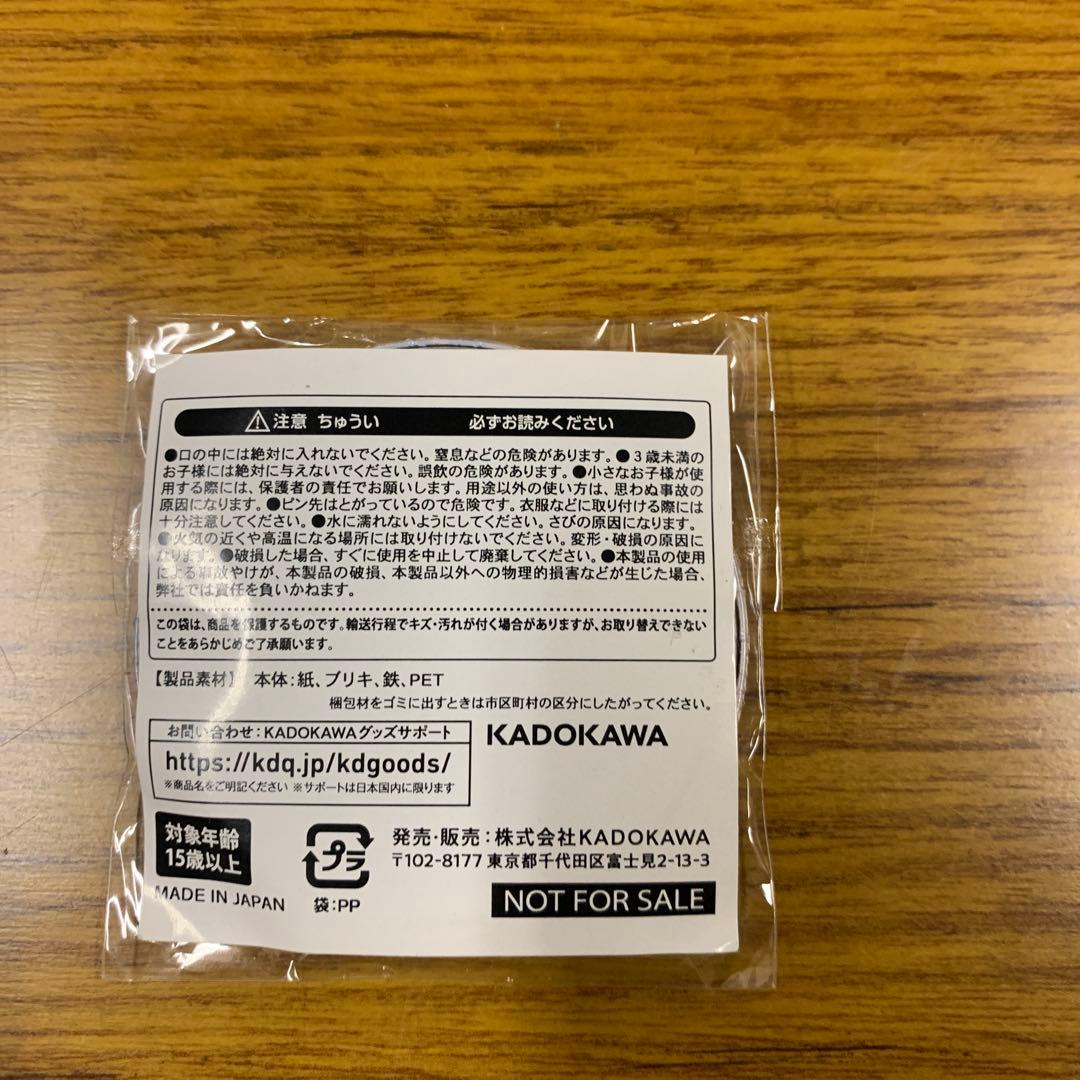 ⚠注意 ちゅうい 必ずお読みください
●口の中には絶対に入れないでください。窒息などの危険があります。●3歳未満の
お子様には絶対に与えないでください。誤飲の危険があります。●小さなお子様が使
用する際には、保護者の責任でお願いします。用途以外の使い方は、思わぬ事故の
原因になります。●ピン先はとがっているので危険です。衣服などに取り付ける際には
十分注意してください。●水に濡れないようにしてください。さびの原因になります。
●火気の近くや高温になる場所には取り付けないでください。変形・破損の原因に
なります。●破損した場合、すぐに使用を中止して廃棄してください。●本製品の使用
による事故やけが、本製品の破損、本製品以外への物理的損害などが生じた場合、
弊社では責任を負いかねます。
この袋は、商品を保護するものです。輸送行程でキズ・汚れが付く場合がありますが、お取り替えできない
ことをあらかじめご了承願います。
【製品素材】 本体:紙、ブリキ、鉄、PET
梱包材をゴミに出すときは市区町村の区分にしたがってください。
お問い合わせ:KADOKAWAグッズサポート
https://kdq.jp/kdgoods/
※商品名をご明記ください ※サポートは日本国内に限ります
KADOKAWA
対象年齢
15歳以上
MADE IN JAPAN
プラ
袋:PP
発売・販売:株式会社KADOKAWA
〒102-8177 東京都千代田区富士見2-13-3
NOT FOR SALE